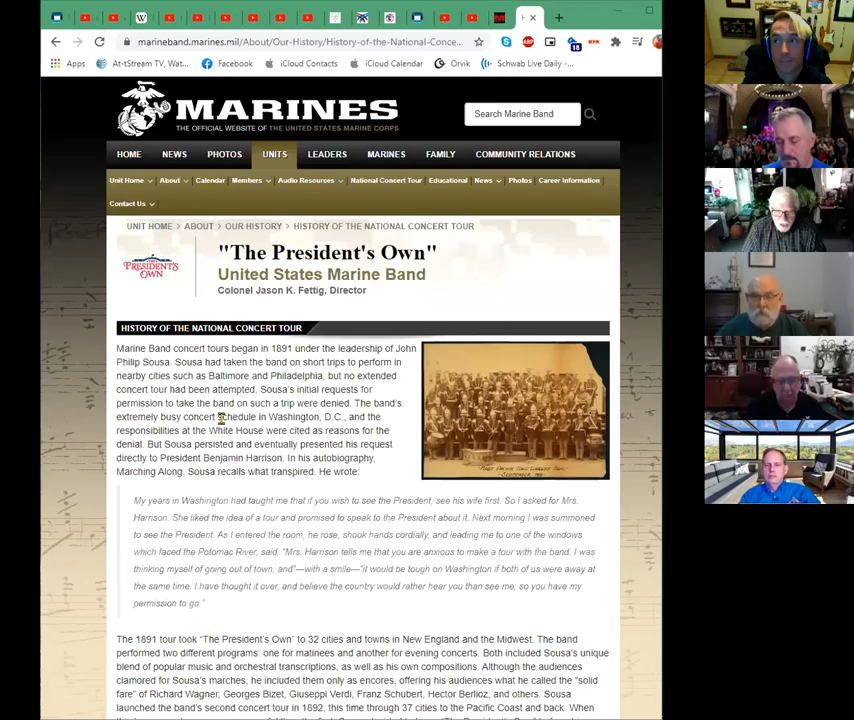 marineband.marines.mil/About/Our-History/History-of-the-National-Conce...
18
Apps
At-tStream TV, Wat...
Facebook
iCloud Contacts
iCloud Calendar
Orvik
Schwab Live Daily -...
MARINES
THE OFFICIAL WEBSITE OF THE UNITED STATES MARINE CORPS
Search Marine Band
HOME NEWS PHOTOS UNITS LEADERS MARINES FAMILY COMMUNITY RELATIONS
Unit Home About Calendar Members Audio Resources National Concert Tour Educational News Photos Career Information
Contact Us
UNIT HOME > ABOUT > OUR HISTORY > HISTORY OF THE NATIONAL CONCERT TOUR
"The President's Own"
United States Marine Band
Colonel Jason K. Fettig, Director
THE PRESIDENT'S OWN
HISTORY OF THE NATIONAL CONCERT TOUR
Marine Band concert tours began in 1891 under the leadership of John
Philip Sousa. Sousa had taken the band on short trips to perform in
nearby cities such as Baltimore and Philadelphia, but no extended
concert tour had been attempted. Sousa's initial requests for
permission to take the band on such a trip were denied. The band's
extremely busy concert schedule in Washington, D.C., and the
responsibilities at the White House were cited as reasons for the
denial. But Sousa persisted and eventually presented his request
directly to President Benjamin Harrison. In his autobiography,
Marching Along, Sousa recalls what transpired. He wrote:
My years in Washington had taught me that if you wish to see the President, see his wife first. So I asked for Mrs.
Harrison. She liked the idea of a tour and promised to speak to the President about it. Next morning I was summoned
to see the President. As I entered the room, he rose, shook hands cordially, and leading me to one of the windows
which faced the Potomac River, said, "Mrs. Harrison tells me that you are anxious to make a tour with the band. I was
thinking myself of going out of town, and"—with a smile—"it would be tough on Washington if both of us were away at
the same time. I have thought it over, and believe the country would rather hear you than see me; so you have my
permission to go."
The 1891 tour took "The President's Own" to 32 cities and towns in New England and the Midwest. The band
performed two different programs: one for matinees and another for evening concerts. Both included Sousa's unique
blend of popular music and orchestral transcriptions, as well as his own compositions. Although the audiences
clamored for Sousa's marches, he included them only as encores, offering his audiences what he called the "solid
fare" of Richard Wagner, Georges Bizet, Giuseppi Verdi, Franz Schubert, Hector Berlioz, and others. Sousa
launched the band's second concert tour in 1892, this time through 37 cities to the Pacific Coast and back. When